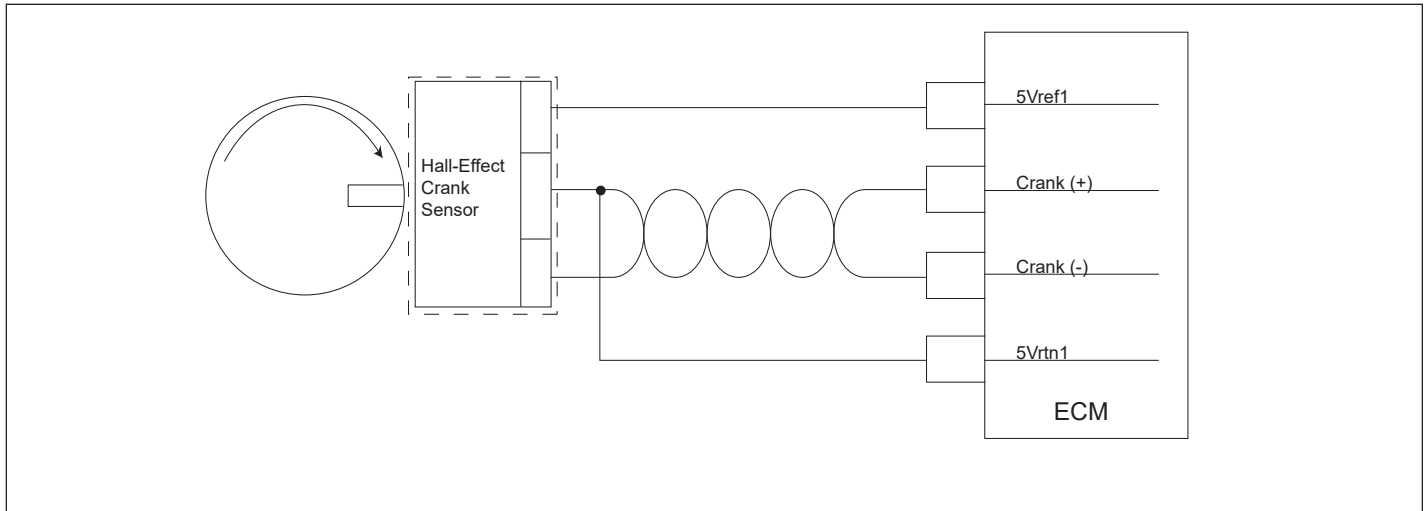 Hall-Effect
Crank
Sensor
5Vref1
Crank (+)
Crank (-)
5Vrtn1
ECM